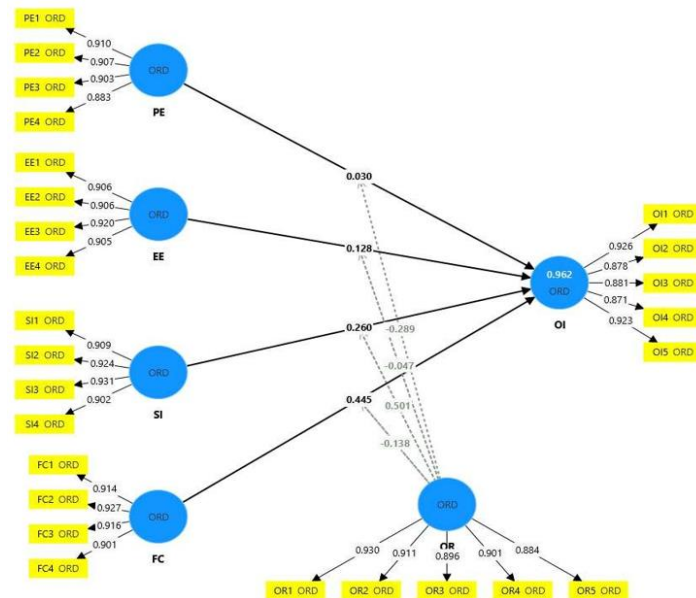 PE1 ORD
PE2 ORD
PE3 ORD
PE4 ORD
0.910
0.907
0.903
0.883
ORD
PE
EE1 ORD
EE2 ORD
EE3 ORD
EE4 ORD
0.906
0.906
0.920
0.905
ORD
EE
SI1 ORD
SI2 ORD
SI3 ORD
SI4 ORD
0.909
0.924
0.931
0.902
ORD
SI
FC1 ORD
FC2 ORD
FC3 ORD
FC4 ORD
0.914
0.927
0.916
0.901
ORD
FC
0.030
0.128
0.260
0.445
-0.289
-0.047
0.501
-0.138
0.962
ORD
OI
0.926
0.878
0.881
0.871
0.923
OI1 ORD
OI2 ORD
OI3 ORD
OI4 ORD
OI5 ORD
ORD
OR
0.930
0.911
0.896
0.901
0.884
OR1 ORD
OR2 ORD
OR3 ORD
OR4 ORD
OR5 ORD